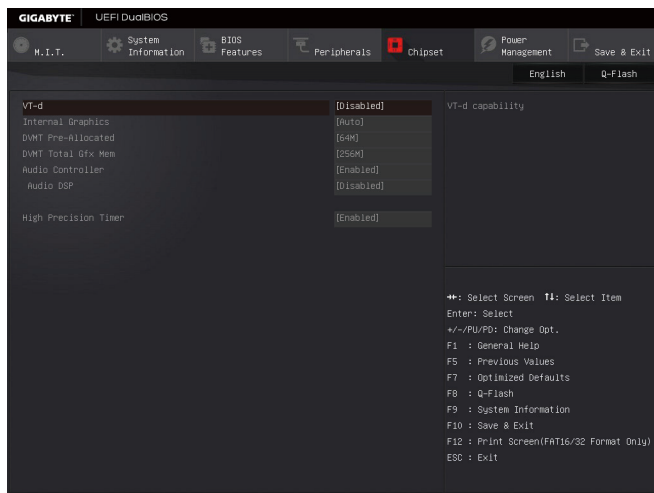 GIGABYTE™ UEFI DualBIOS
M.I.T. System Information BIOS Features Peripherals Chipset Power Management Save & Exit
English Q-Flash
VT-d [Disabled] VT-d capability
Internal Graphics [Auto]
DVMT Pre-Allocated [64M]
DVMT Total Gfx Mem [256M]
Audio Controller [Enabled]
Audio DSP [Disabled]
High Precision Timer [Enabled]
→←: Select Screen ↑↓: Select Item
Enter: Select
+/-/PU/PD: Change Opt.
F1 : General Help
F5 : Previous Values
F7 : Optimized Defaults
F8 : Q-Flash
F9 : System Information
F10 : Save & Exit
F12 : Print Screen(FAT16/32 Format Only)
ESC : Exit